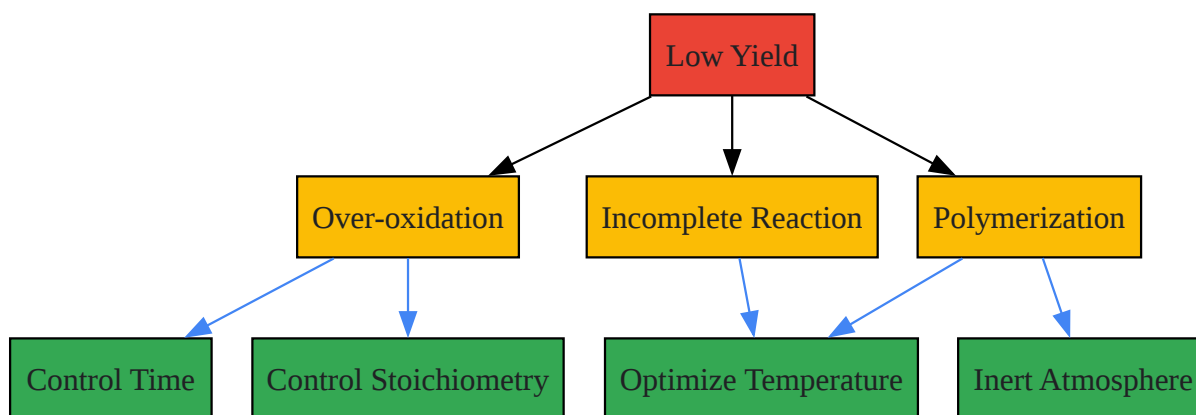 Low Yield
Over-oxidation
Incomplete Reaction
Polymerization
Control Time
Control Stoichiometry
Optimize Temperature
Inert Atmosphere